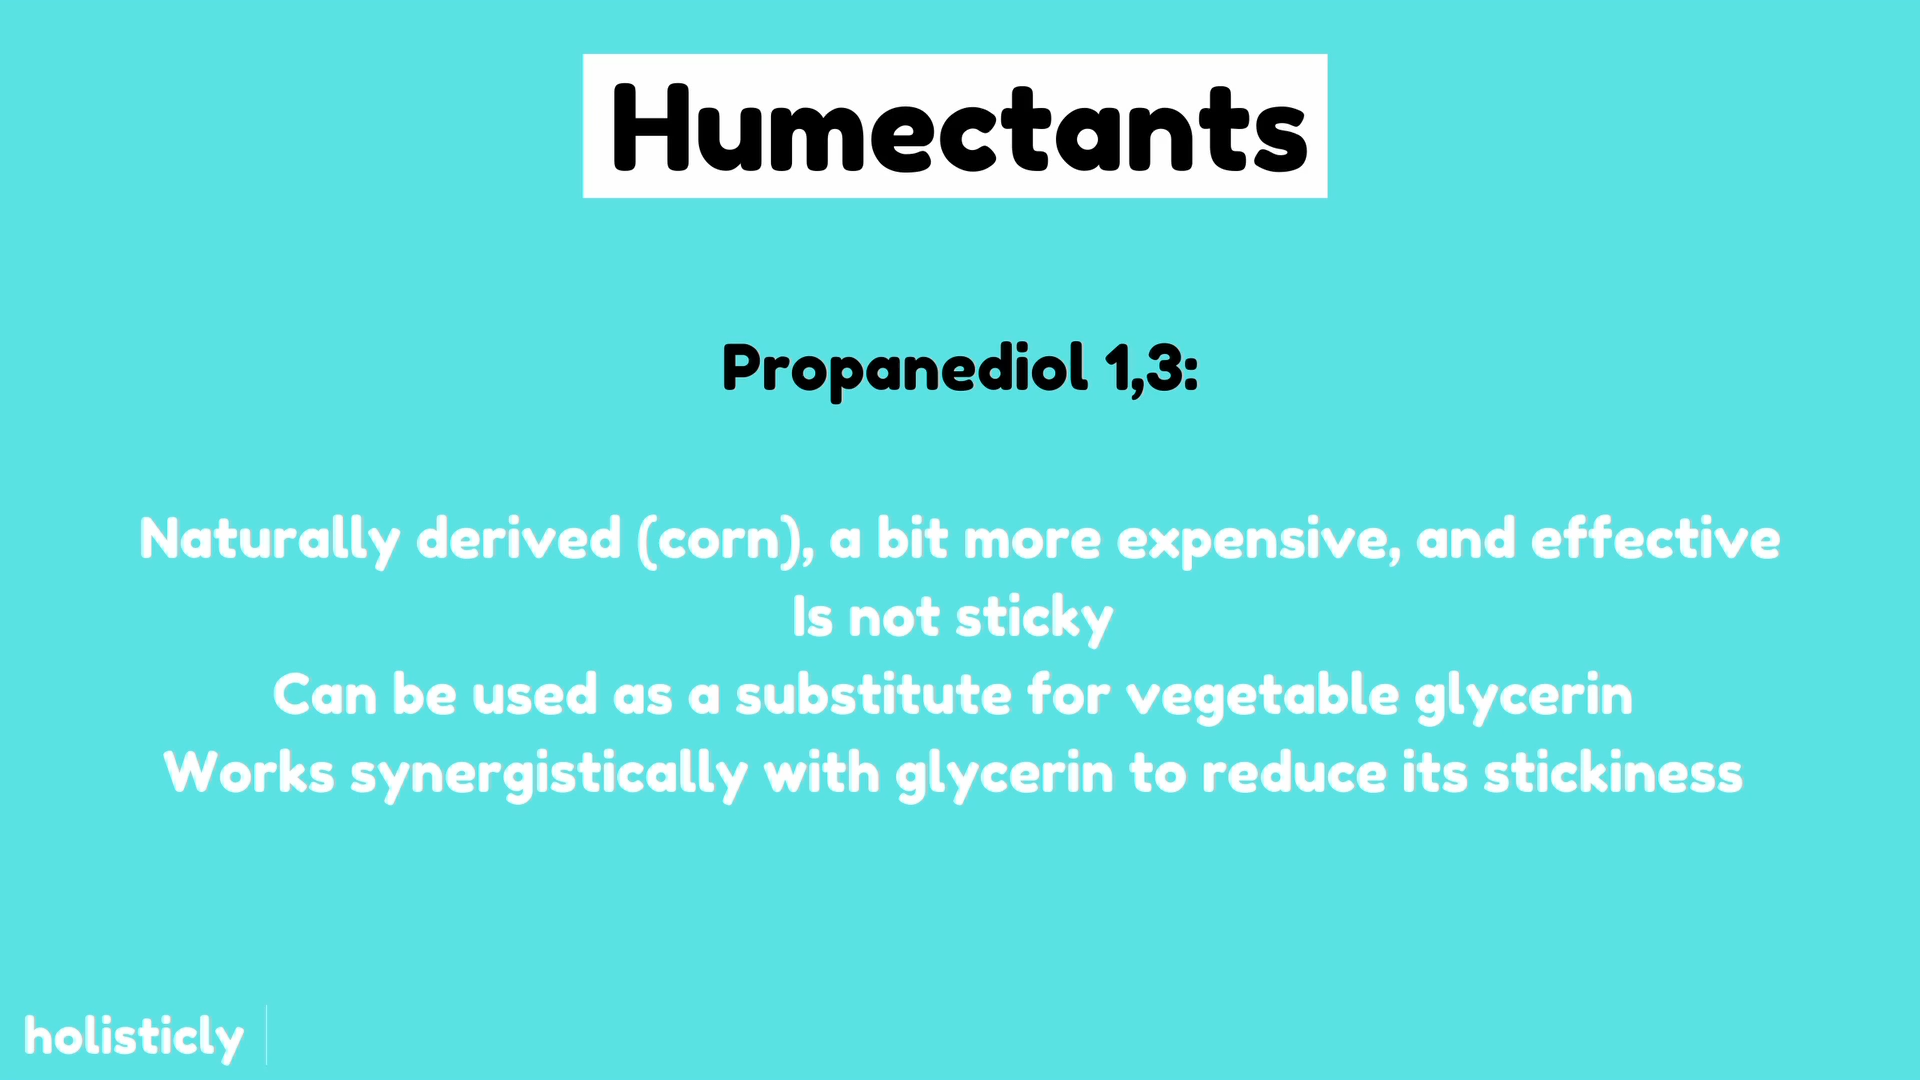 Humectants
Propanediol 1,3:
Naturally derived (corn), a bit more expensive, and effective
Is not sticky
Can be used as a substitute for vegetable glycerin
Works synergistically with glycerin to reduce its stickiness
holisticly